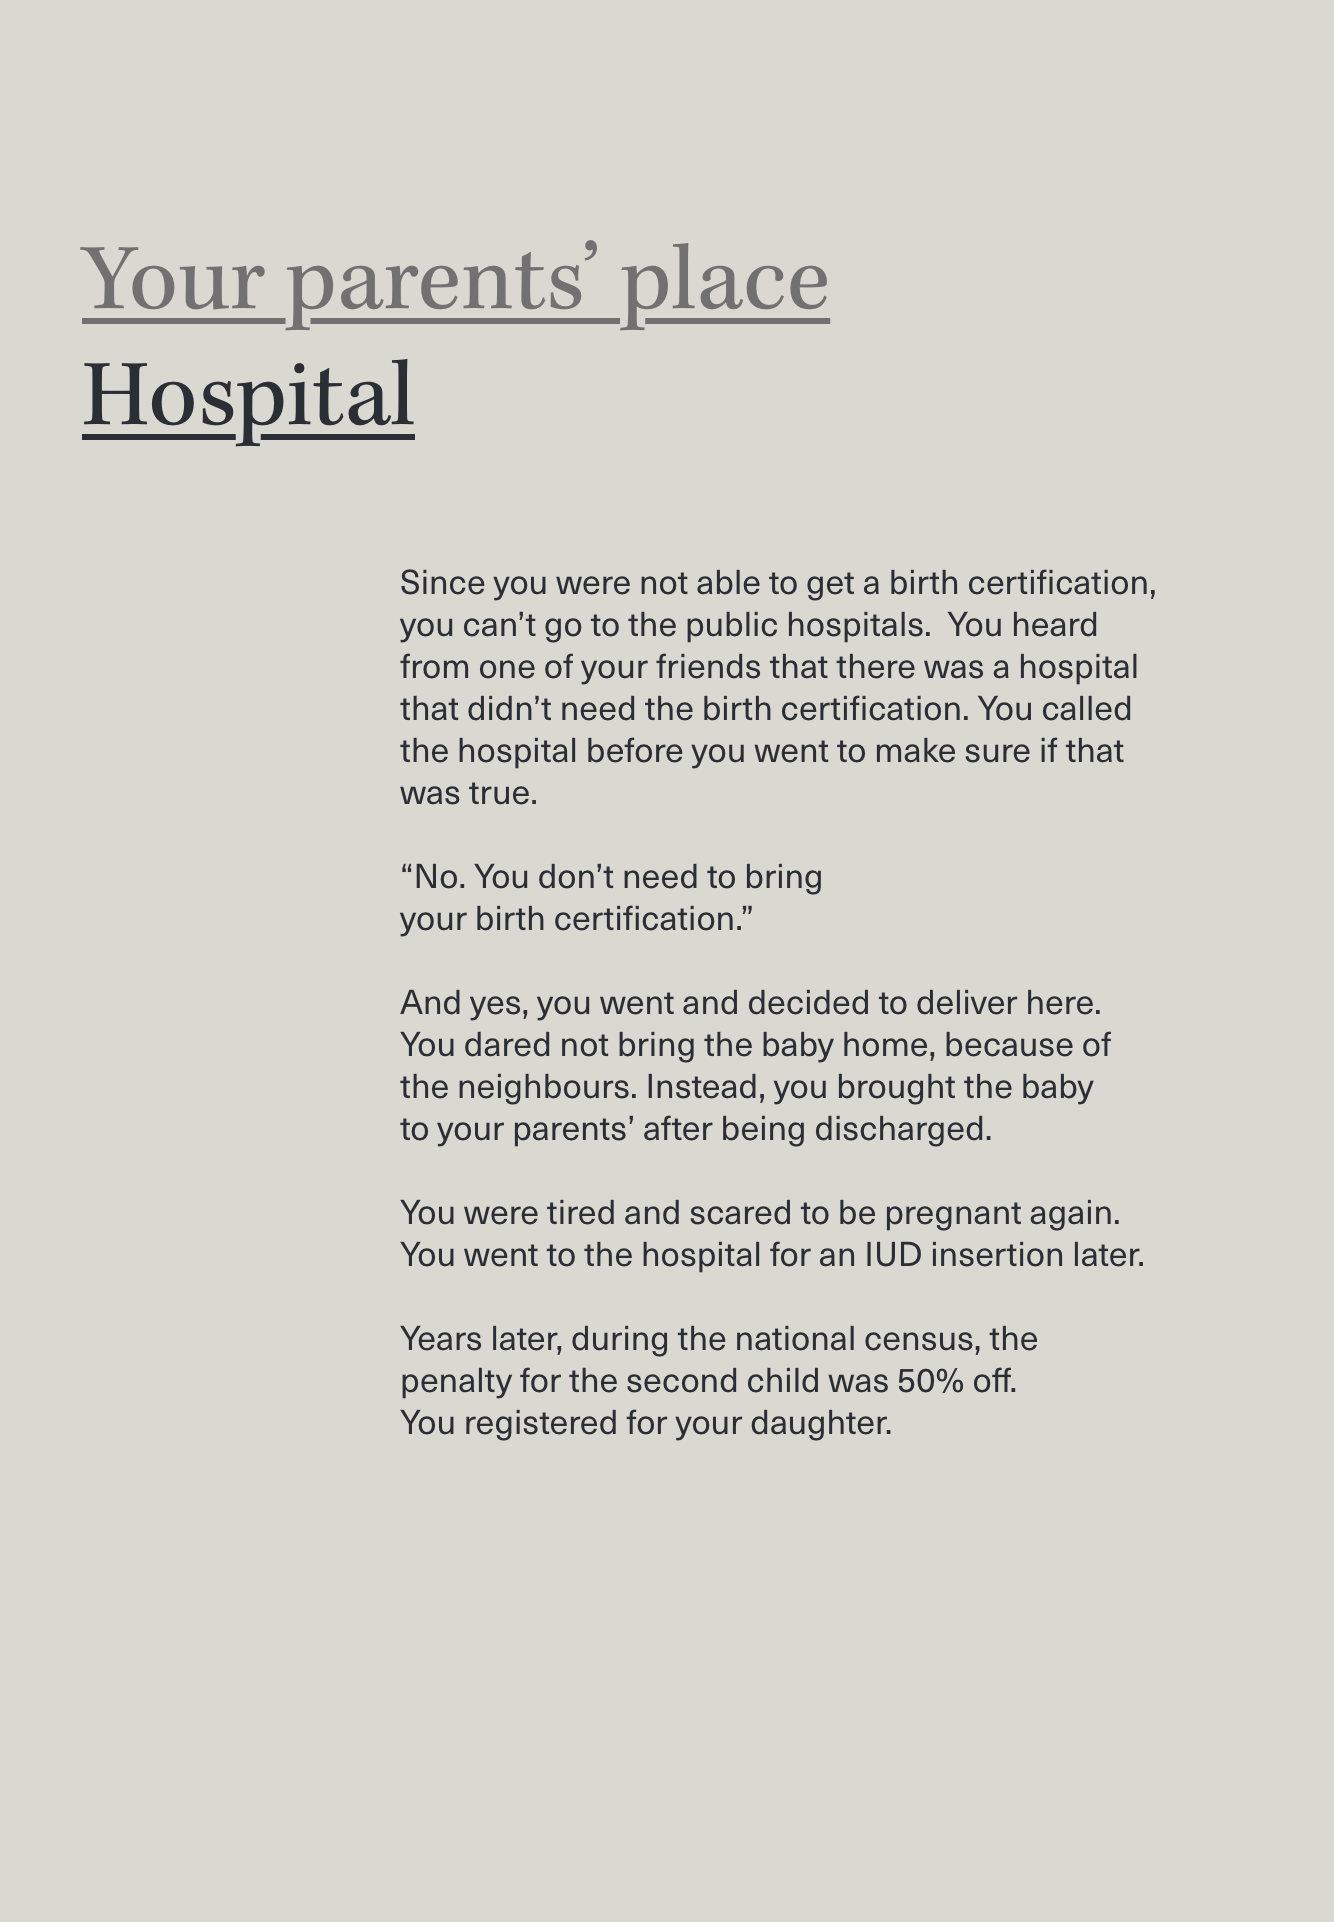 Your parents’ place
Hospital
Since you were not able to get a birth certification,
you can’t go to the public hospitals.  You heard
from one of your friends that there was a hospital
that didn’t need the birth certification. You called
the hospital before you went to make sure if that
was true.
“No. You don’t need to bring
your birth certification.”
And yes, you went and decided to deliver here.
You dared not bring the baby home, because of
the neighbours. Instead, you brought the baby
to your parents’ after being discharged.
You were tired and scared to be pregnant again.
You went to the hospital for an IUD insertion later.
Years later, during the national census, the
penalty for the second child was 50% off.
You registered for your daughter.